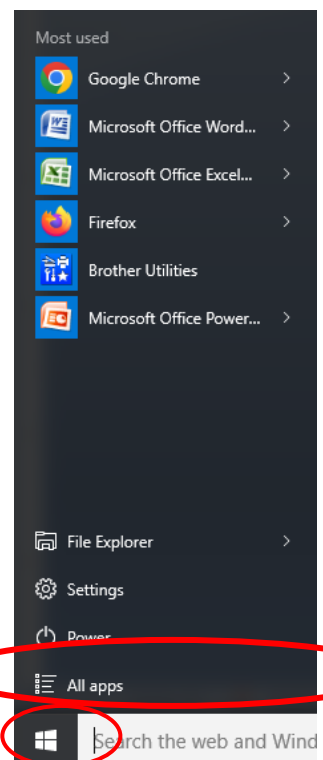 Most used
Google Chrome
Microsoft Office Word...
Microsoft Office Excel...
Firefox
Brother Utilities
Microsoft Office Power...
File Explorer
Settings
Power
All apps
Search the web and Wind